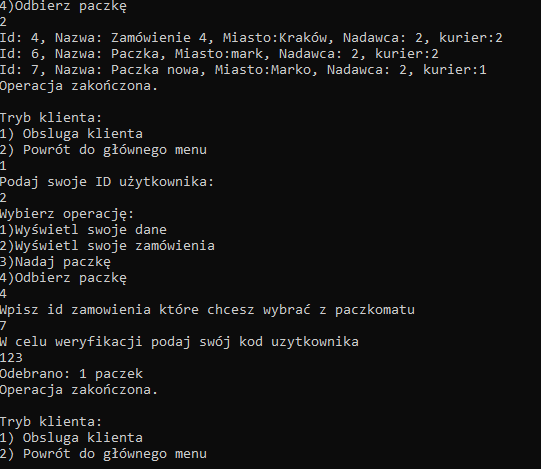 4)Odbierz paczkę
2
Id: 4, Nazwa: Zamówienie 4, Miasto:Kraków, Nadawca: 2, kurier:2
Id: 6, Nazwa: Paczka, Miasto:mark, Nadawca: 2, kurier:2
Id: 7, Nazwa: Paczka nowa, Miasto:Marko, Nadawca: 2, kurier:1
Operacja zakończona.
Tryb klienta:
1) Obsluga klienta
2) Powrót do głównego menu
1
Podaj swoje ID użytkownika:
2
Wybierz operację:
1)Wyświetl swoje dane
2)Wyświetl swoje zamówienia
3)Nadaj paczkę
4)Odbierz paczkę
4
Wpisz id zamowienia które chcesz wybrać z paczkomatu
7
W celu weryfikacji podaj swój kod uzytkownika
123
Odebrano: 1 paczek
Operacja zakończona.
Tryb klienta:
1) Obsluga klienta
2) Powrót do głównego menu